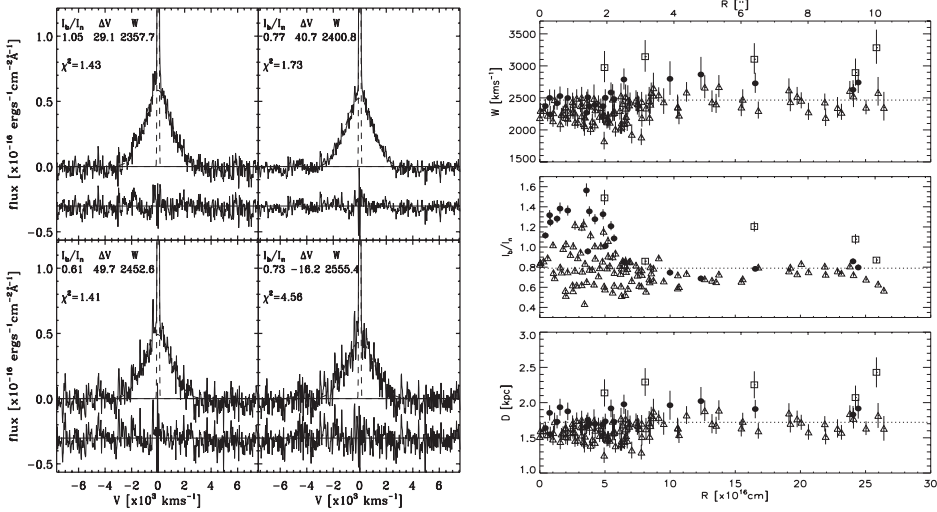 I_b/I_n ΔV W
1.05 29.1 2357.7
χ²=1.43
I_b/I_n ΔV W
0.77 40.7 2400.8
χ²=1.73
1.0
0.5
0.0
-0.5
flux [x10⁻¹⁶ ergs⁻¹cm⁻²Å⁻¹]
I_b/I_n ΔV W
0.61 49.7 2452.6
χ²=1.41
I_b/I_n ΔV W
0.73 -16.2 2555.4
χ²=4.56
1.0
0.5
0.0
-0.5
flux [x10⁻¹⁶ ergs⁻¹cm⁻²Å⁻¹]
-6 -4 -2 0 2 4 6
-6 -4 -2 0 2 4 6
V [x10³ kms⁻¹]
V [x10³ kms⁻¹]
R ["]
0 2 4 6 8 10
3500
3000
2500
2000
1500
W [kms⁻¹]
1.6
1.4
1.2
1.0
0.8
0.6
0.4
I_b/I_n
3.0
2.5
2.0
1.5
1.0
D [kpc]
0 5 10 15 20 25 30
R [x10¹⁶cm]